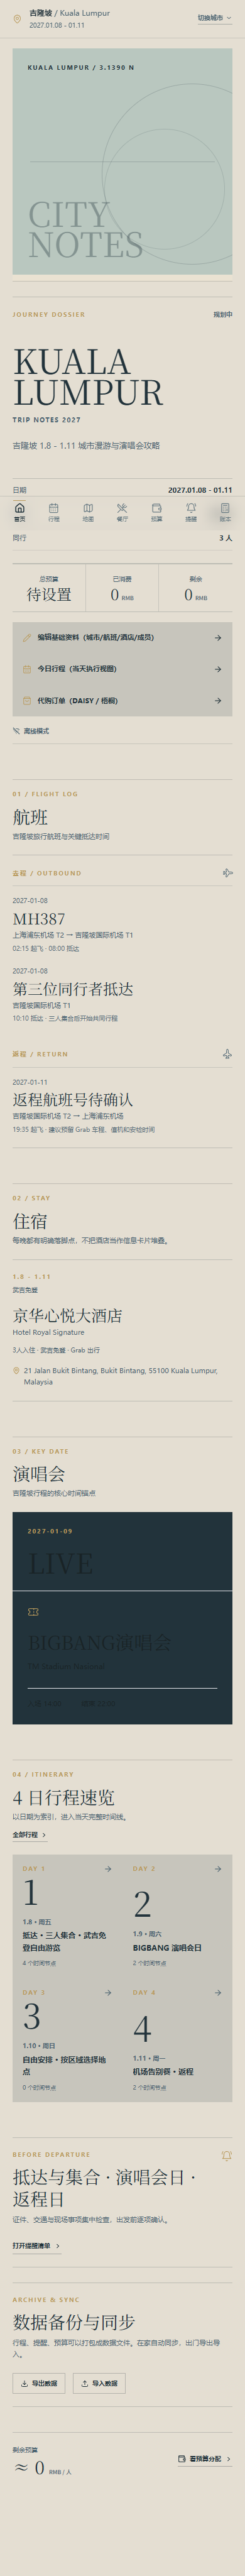 吉隆坡 / Kuala Lumpur
2027.01.08 - 01.11
切换城市
KUALA LUMPUR / 3.1390 N
CITY
NOTES
JOURNEY DOSSIER
规划中
KUALA
LUMPUR
TRIP NOTES 2027
吉隆坡 1.8 - 1.11 城市漫游与演唱会攻略
日期
2027.01.08 - 01.11
首页
行程
地图
餐厅
预算
提醒
账本
同行
3 人
总预算
已消费
剩余
待设置
0 RMB
0 RMB
编辑基础资料（城市/航班/酒店/成员）
今日行程（当天执行视图）
代购订单（DAISY / 梧桐）
离线模式
01 / FLIGHT LOG
航班
吉隆坡旅行航班与关键抵达时间
去程 / OUTBOUND
2027-01-08
MH387
上海浦东机场 T2 → 吉隆坡国际机场 T1
02:15 起飞 · 08:00 抵达
2027-01-08
第三位同行者抵达
吉隆坡国际机场 T1
10:10 抵达 · 三人集合后开始共同行程
返程 / RETURN
2027-01-11
返程航班号待确认
吉隆坡国际机场 T2 → 上海浦东机场
19:35 起飞 · 建议预留 Grab 车程、值机和安检时间
02 / STAY
住宿
每晚都有明确落脚点，不把酒店当作信息卡片堆叠。
1.8 - 1.11
武吉免登
京华心悦大酒店
Hotel Royal Signature
3人入住 · 武吉免登 · Grab 出行
21 Jalan Bukit Bintang, Bukit Bintang, 55100 Kuala Lumpur,
Malaysia
03 / KEY DATE
演唱会
吉隆坡行程的核心时间锚点
2027-01-09
LIVE
BIGBANG演唱会
04 / ITINERARY
4 日行程速览
以日期为索引，进入当天完整时间线。
全部行程
DAY 1
1
1.8 • 周五
抵达・三人集合・武吉免
登自由游览
4 个时间节点
DAY 2
2
1.9 • 周六
BIGBANG 演唱会日
2 个时间节点
DAY 3
3
1.10 • 周日
自由安排・按区域选择地
点
0 个时间节点
DAY 4
4
1.11 • 周一
机场告别餐・返程
2 个时间节点
BEFORE DEPARTURE
抵达与集合 · 演唱会日 ·
返程日
证件、交通与现场事项集中检查，出发前逐项确认。
打开提醒清单
ARCHIVE & SYNC
数据备份与同步
行程、提醒、预算可以打包成数据文件。在家自动同步，出门导出导
入。
导出数据
导入数据
剩余预算
≈ 0 RMB / 人
看预算分配